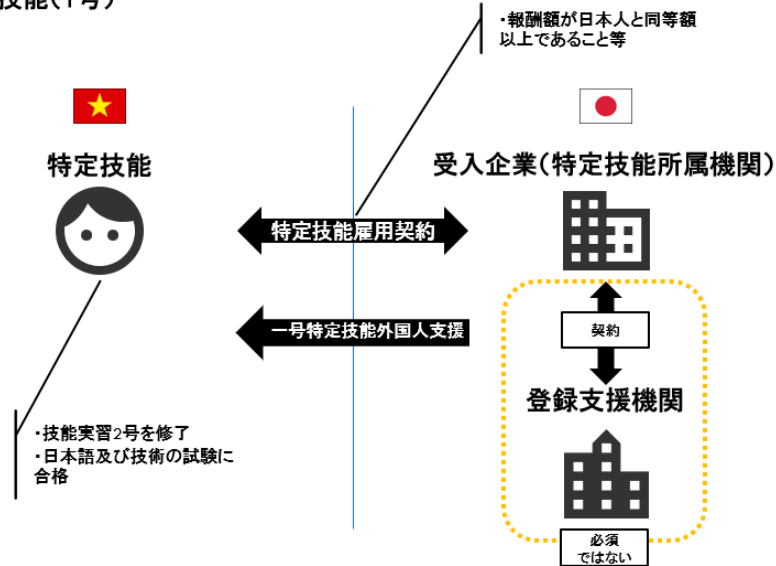 技能(1号)
・報酬額が日本人と同等額
以上であること等
特定技能
受入企業(特定技能所属機関)
特定技能雇用契約
一号特定技能外国人支援
契約
登録支援機関
・技能実習2号を修了
・日本語及び技術の試験に
合格
必須
ではない